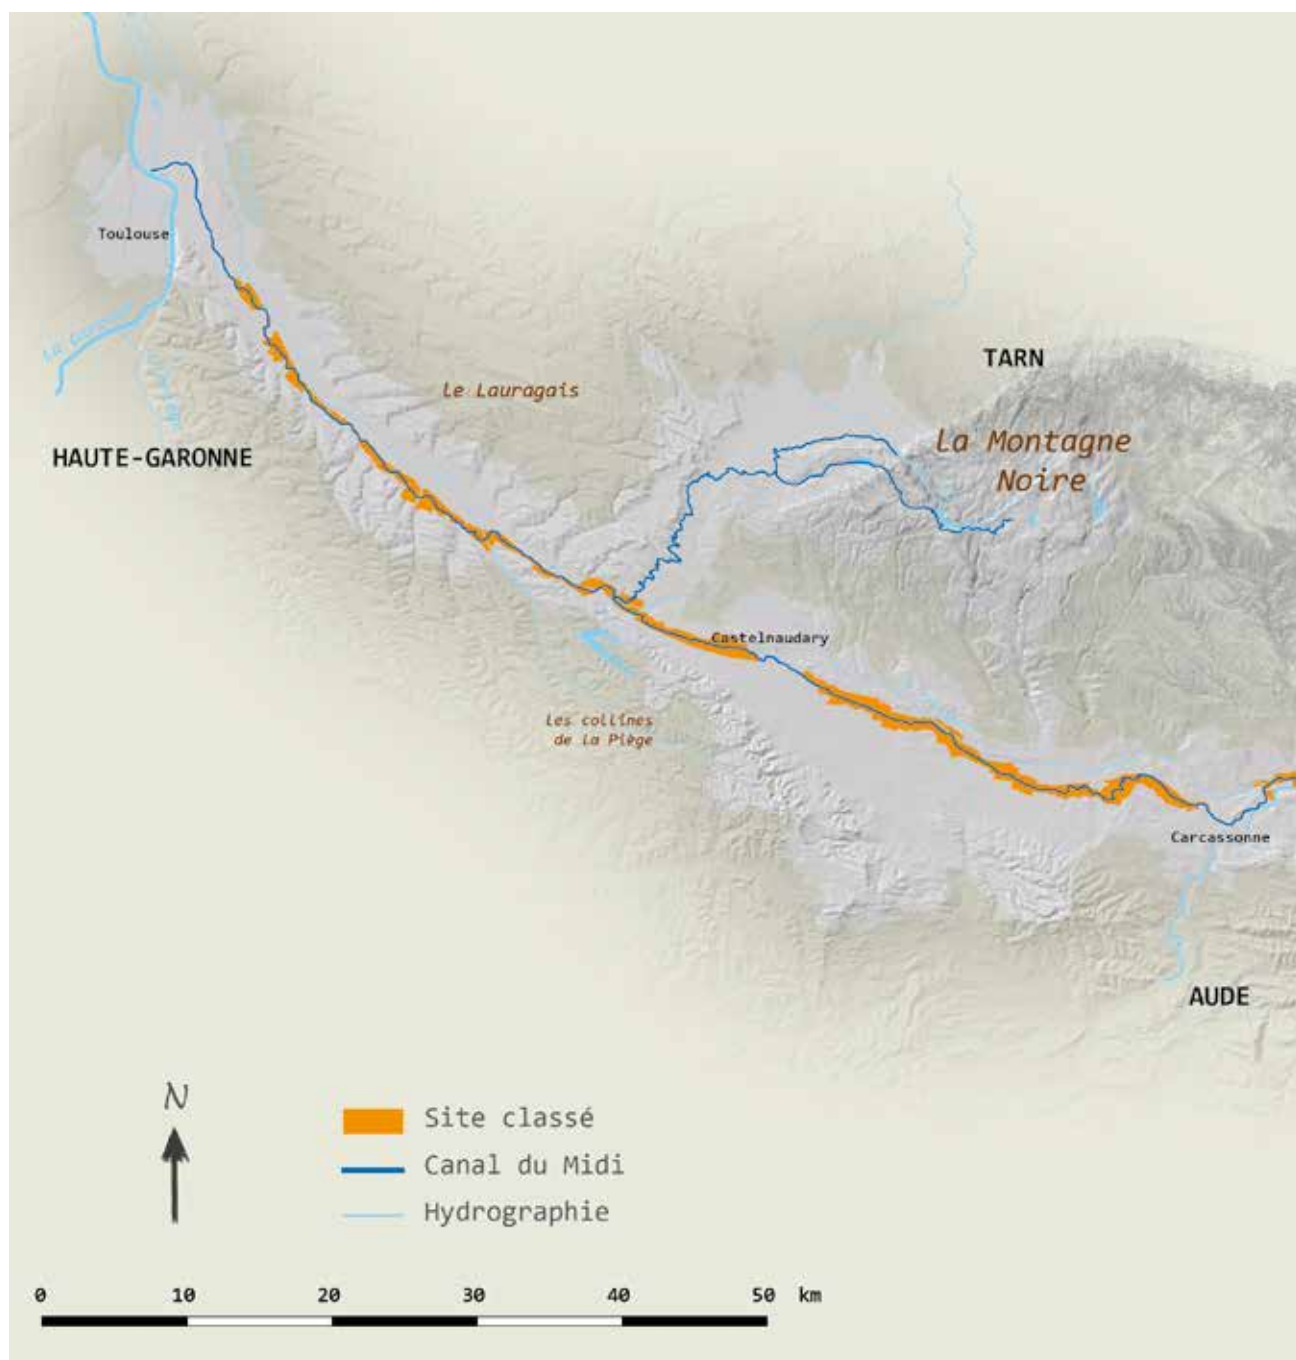 Toulouse
TARN
Le Lauragais
HAUTE-GARONNE
La Montagne
Noire
Castelnaudary
Les collines
de la Piège
Carcassonne
AUDE
N
Site classé
Canal du Midi
Hydrographie
0 10 20 30 40 50 km